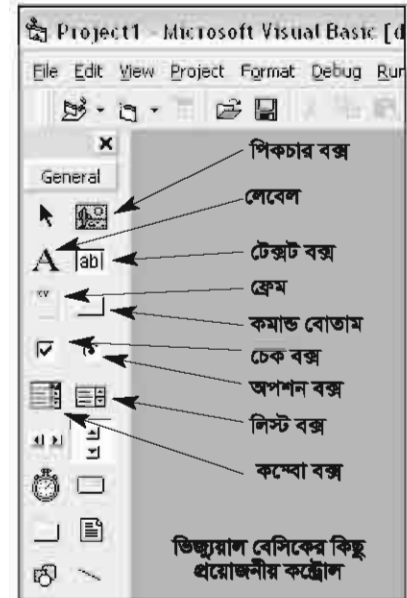 Project1 - Microsoft Visual Basic [d
File Edit View Project Format Debug Run
General
পিকচার বক্স
লেবেল
A
ab
টেক্সট বক্স
ফ্রেম
কমান্ড বোতাম
চেক বক্স
অপশন বক্স
লিস্ট বক্স
কম্বো বক্স
ভিজ্যুয়াল বেসিকের কিছু
প্রয়োজনীয় কন্ট্রোল